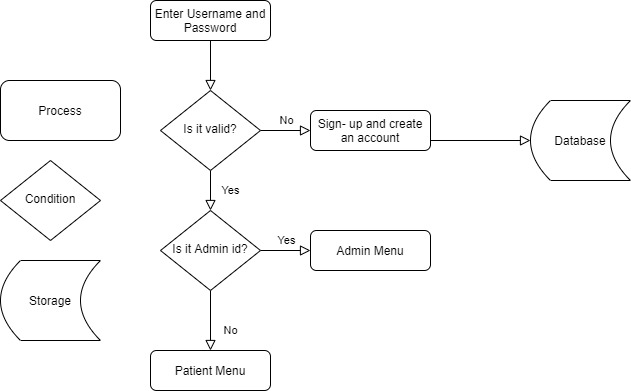 Enter Username and
Password
Process
Is it valid?
No
Sign- up and create
an account
Database
Condition
Yes
Is it Admin id?
Yes
Admin Menu
Storage
No
Patient Menu